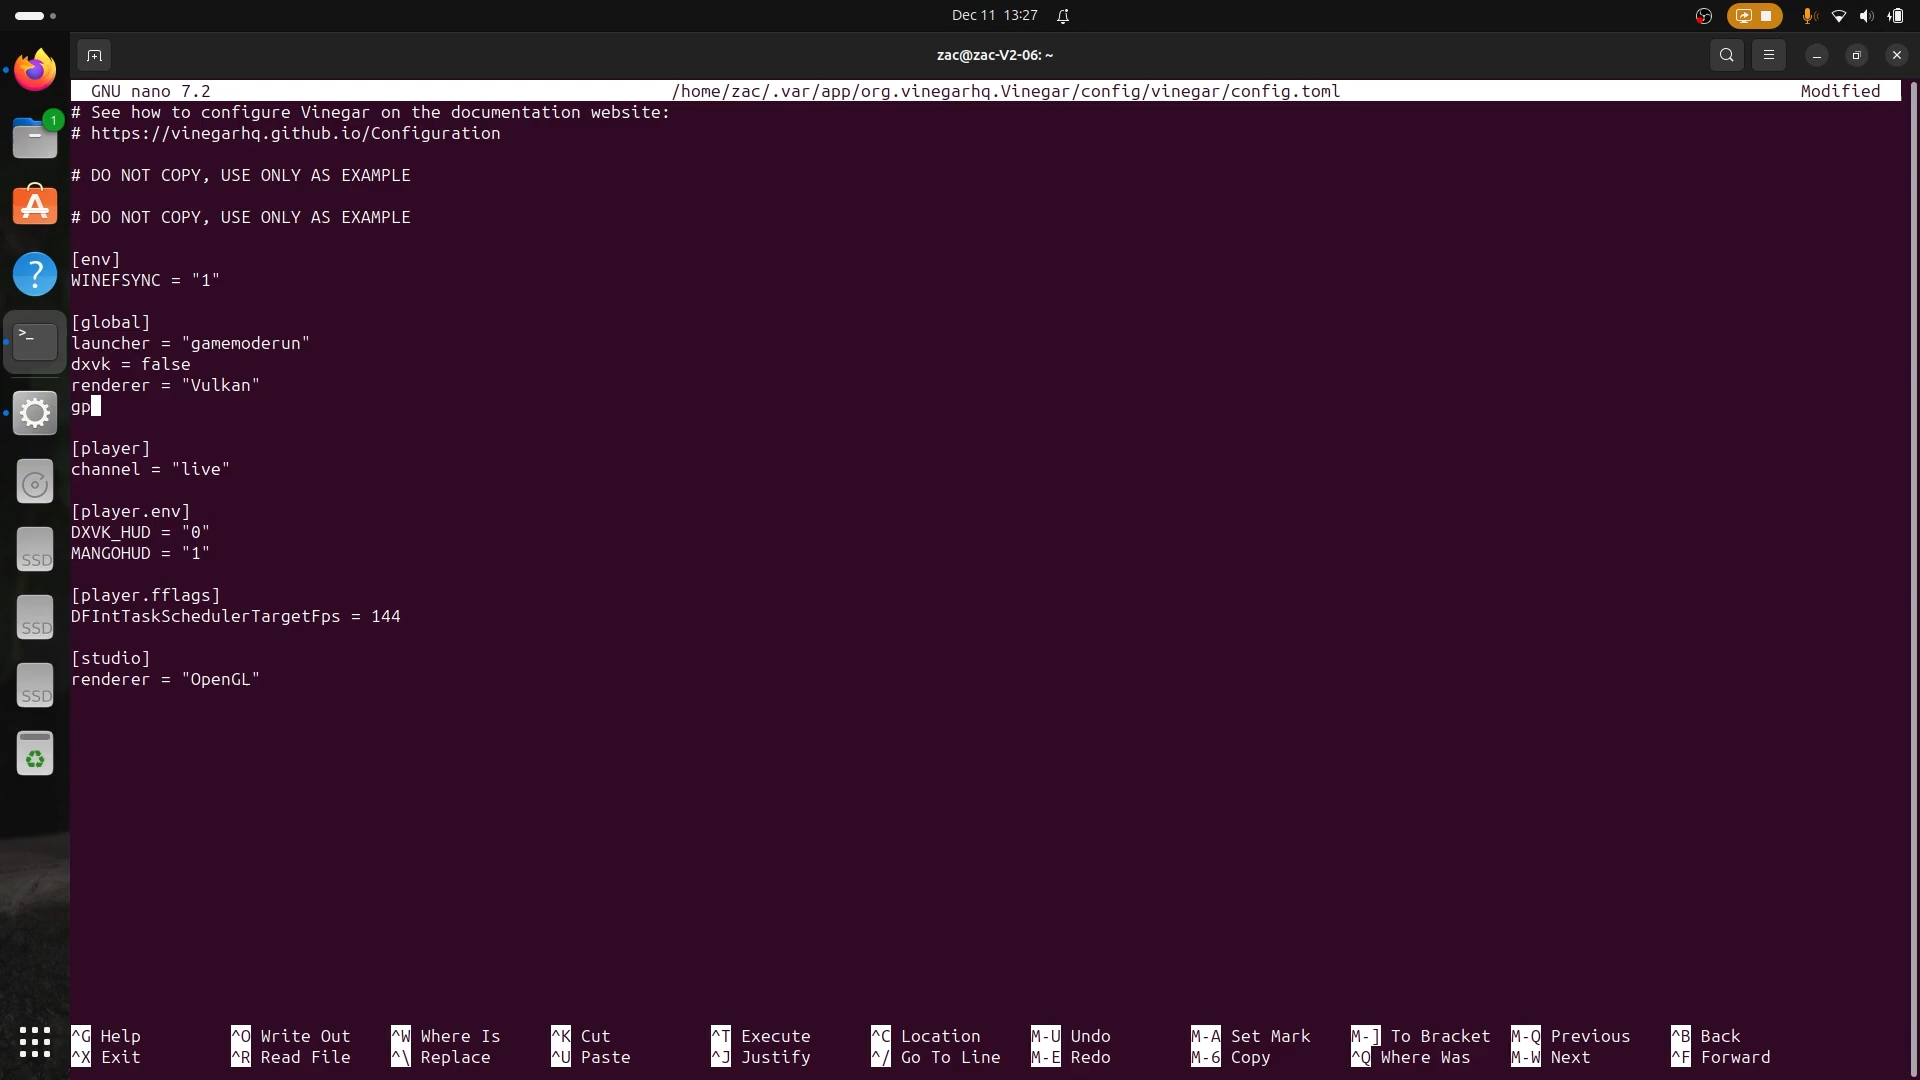 Dec 11 13:27
zac@zac-V2-06: ~
GNU nano 7.2 /home/zac/.var/app/org.vinegarhq.Vinegar/config/vinegar/config.toml Modified
1
# See how to configure Vinegar on the documentation website:
# https://vinegarhq.github.io/Configuration
# DO NOT COPY, USE ONLY AS EXAMPLE
# DO NOT COPY, USE ONLY AS EXAMPLE
[env]
WINEFSYNC = "1"
[global]
launcher = "gamemoderun"
dxvk = false
renderer = "Vulkan"
gp
[player]
channel = "live"
[player.env]
DXVK_HUD = "0"
MANGOHUD = "1"
[player.fflags]
DFIntTaskSchedulerTargetFps = 144
[studio]
renderer = "OpenGL"
SSD
SSD
SSD
^G Help ^O Write Out ^W Where Is ^K Cut ^T Execute ^C Location M-U Undo M-A Set Mark M-] To Bracket M-Q Previous ^B Back
^X Exit ^R Read File ^\ Replace ^U Paste ^J Justify ^/ Go To Line M-E Redo M-6 Copy ^Q Where Was M-W Next ^F Forward